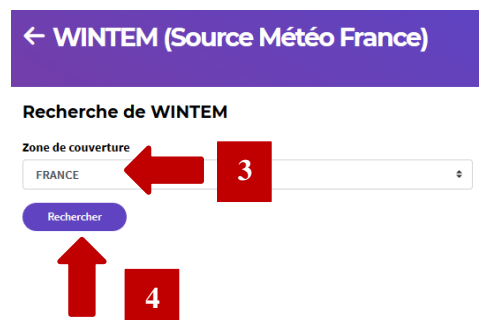 ← WINTEM (Source Météo France)
Recherche de WINTEM
Zone de couverture
FRANCE
3
Rechercher
4